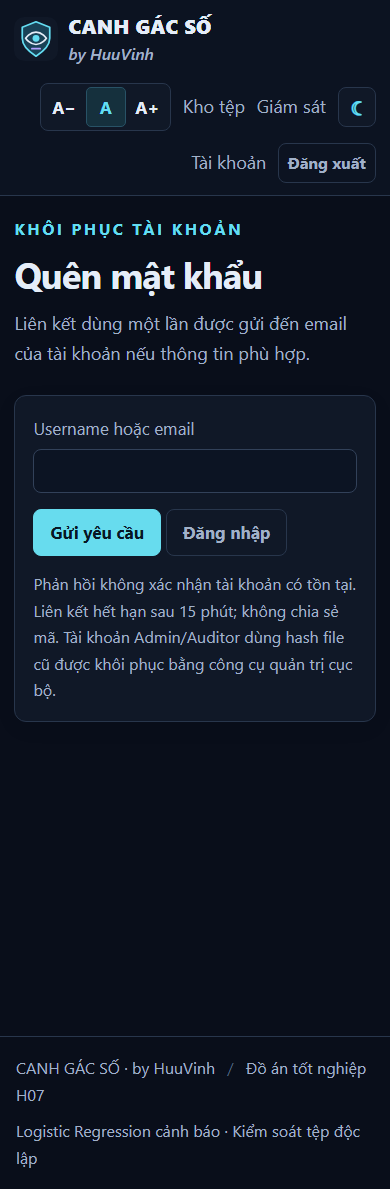 CANH GÁC SỐ
by HuuVinh
A− A A+ Kho tệp Giám sát
Tài khoản Đăng xuất
KHÔI PHỤC TÀI KHOẢN
Quên mật khẩu
Liên kết dùng một lần được gửi đến email
của tài khoản nếu thông tin phù hợp.
Username hoặc email
Gửi yêu cầu Đăng nhập
Phản hồi không xác nhận tài khoản có tồn tại.
Liên kết hết hạn sau 15 phút; không chia sẻ
mã. Tài khoản Admin/Auditor dùng hash file
cũ được khôi phục bằng công cụ quản trị cục
bộ.
CANH GÁC SỐ · by HuuVinh / Đồ án tốt nghiệp
H07
Logistic Regression cảnh báo · Kiểm soát tệp độc
lập